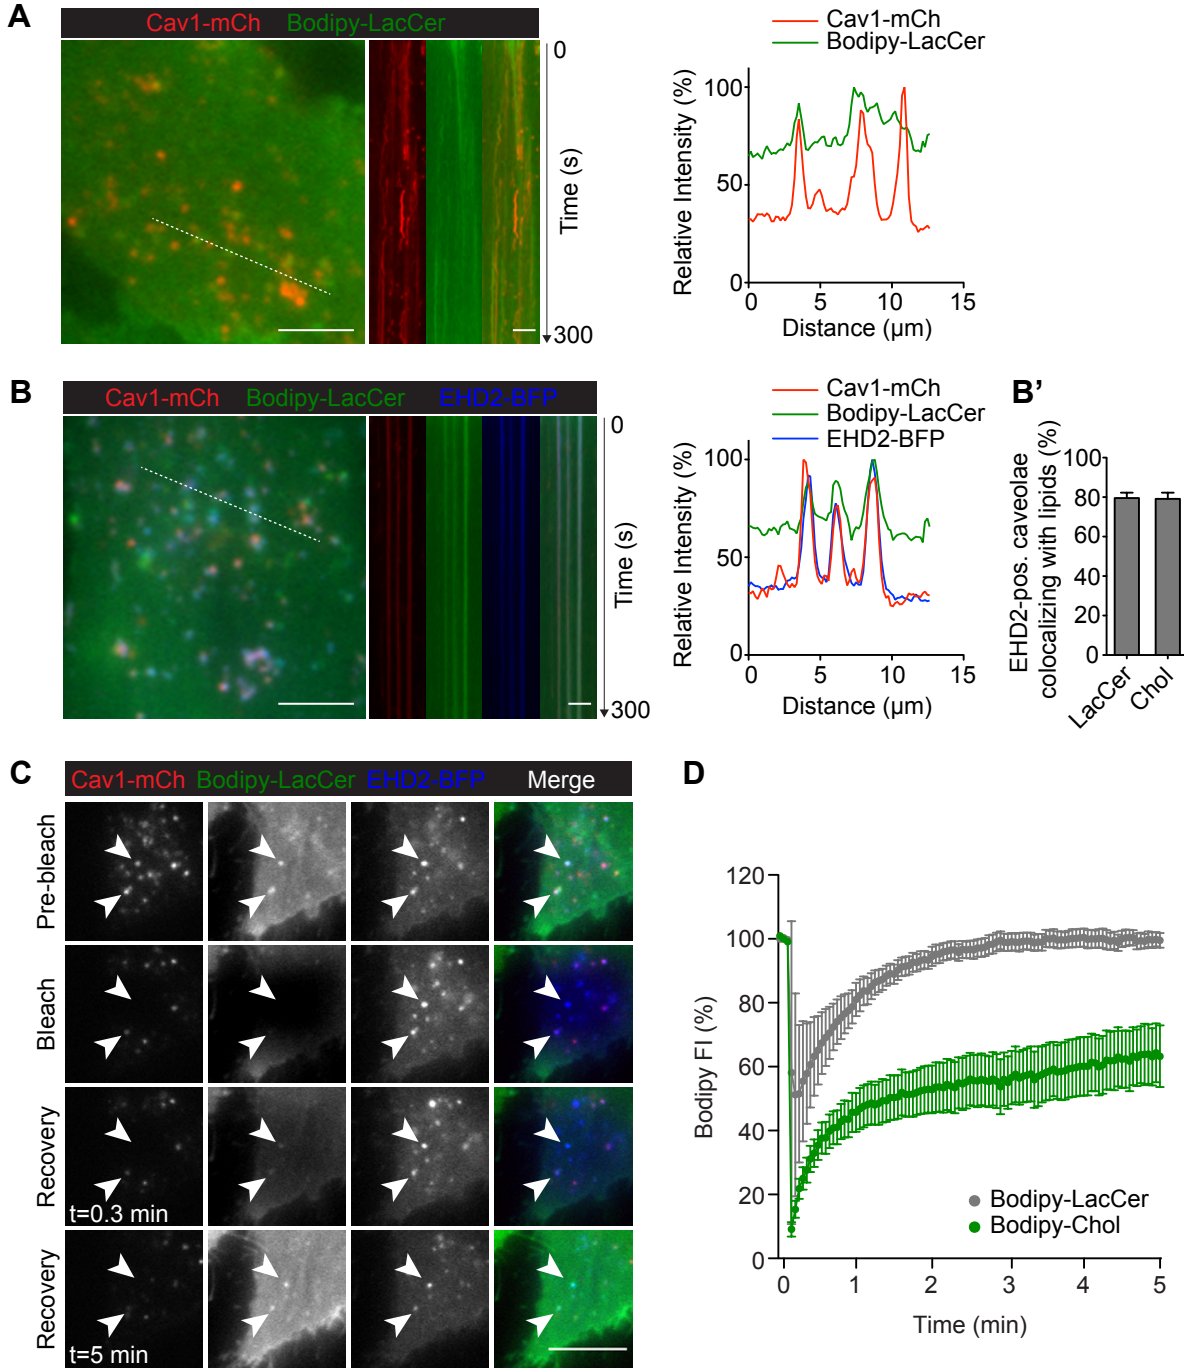 A
Cav1-mCh Bodipy-LacCer
0
Time (s)
300
Cav1-mCh
Bodipy-LacCer
Relative Intensity (%)
100
50
0
0 5 10 15
Distance (µm)
B
Cav1-mCh Bodipy-LacCer EHD2-BFP
0
Time (s)
300
Cav1-mCh
Bodipy-LacCer
EHD2-BFP
Relative Intensity (%)
100
50
0
0 5 10 15
Distance (µm)
B'
EHD2-pos. caveolae
colocalizing with lipids (%)
100
80
60
40
20
0
LacCer
Chol
C
Cav1-mCh Bodipy-LacCer EHD2-BFP Merge
Pre-bleach
Bleach
Recovery
t=0.3 min
Recovery
t=5 min
D
Bodipy FI (%)
120
100
80
60
40
20
0
Bodipy-LacCer
Bodipy-Chol
0 1 2 3 4 5
Time (min)